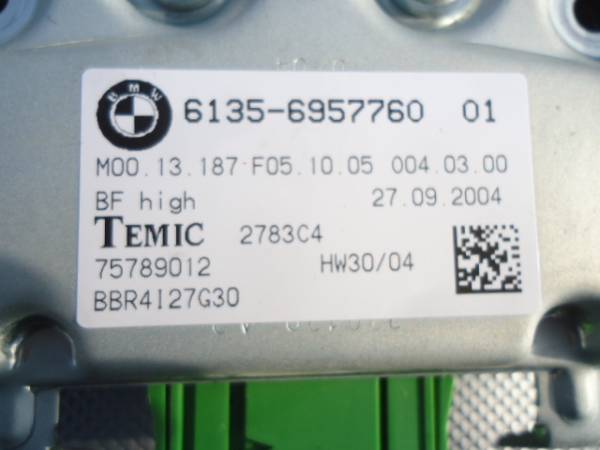 BMW 6135-6957760 01
M00.13.187 F05.10.05 004.03.00
BF high 27.09.2004
TEMIC 2783C4
75789012 HW30/04
BBR4I27G30